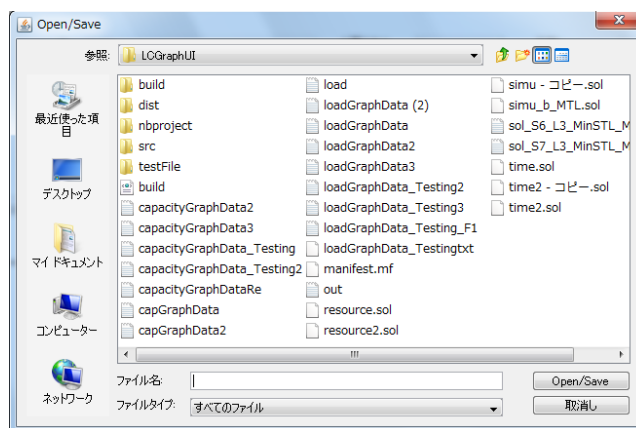 Open/Save
参照: LCGraphUI
最近使った項
目
デスクトップ
マイ ドキュメント
コンピューター
ネットワーク
build
dist
nbproject
src
testFile
build
capacityGraphData2
capacityGraphData3
capacityGraphData_Testing
capacityGraphData_Testing2
capacityGraphDataRe
capGraphData
capGraphData2
load
loadGraphData (2)
loadGraphData
loadGraphData2
loadGraphData3
loadGraphData_Testing2
loadGraphData_Testing3
loadGraphData_Testing_F1
loadGraphData_Testingtxt
manifest.mf
out
resource.sol
resource2.sol
simu - コピー.sol
simu_b_MTL.sol
sol_S6_L3_MinSTL_M
sol_S7_L3_MinSTL_M
time.sol
time2 - コピー.sol
time2.sol
ファイル名:
Open/Save
ファイルタイプ: すべてのファイル
取消し